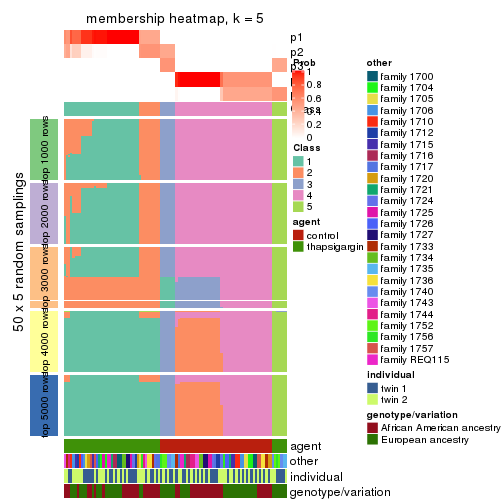 membership heatmap, k = 5
p1
p2
p3
Prob
1
0.8
0.6
0.4
0.2
0
Class
1
2
3
4
5
agent
control
thapsigargin
50 x 5 random samplings
top 1000 rows
top 2000 rows
top 3000 rows
top 4000 rows
top 5000 rows
agent
other
individual
genotype/variation
other
family 1700
family 1704
family 1705
family 1706
family 1710
family 1712
family 1715
family 1716
family 1717
family 1720
family 1721
family 1724
family 1725
family 1726
family 1727
family 1733
family 1734
family 1735
family 1736
family 1740
family 1743
family 1744
family 1752
family 1756
family 1757
family REQ115
individual
twin 1
twin 2
genotype/variation
African American ancestry
European ancestry